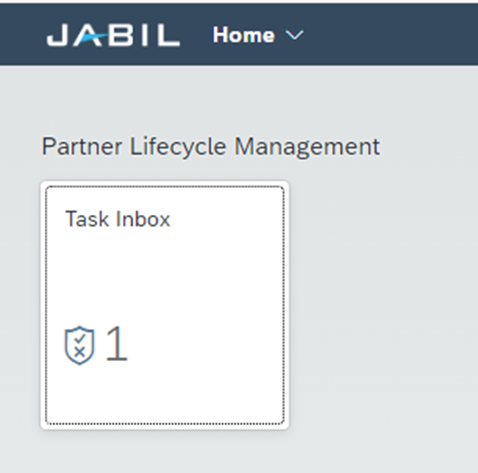 JABIL Home
Partner Lifecycle Management
Task Inbox
1